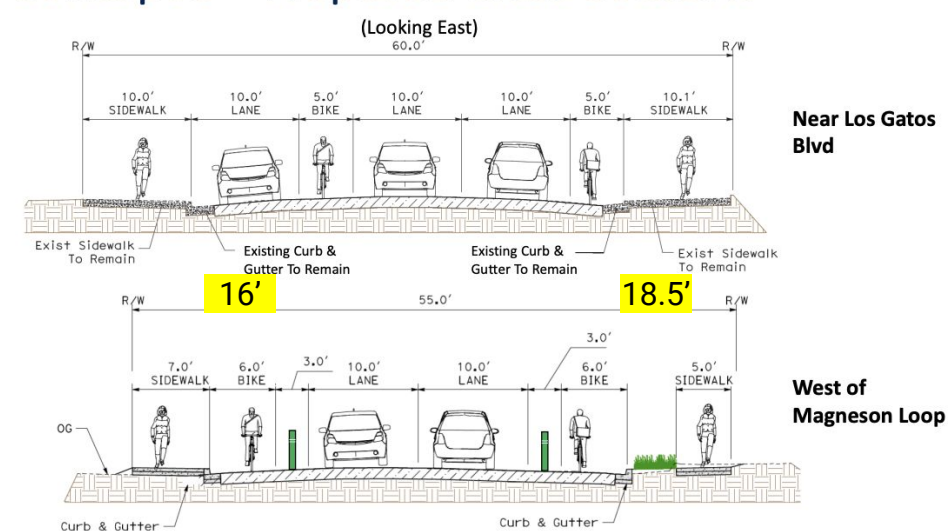 (Looking East)
R/W 60.0' R/W
10.0' 10.0' 5.0' 10.0' 10.0' 5.0' 10.1'
SIDEWALK LANE BIKE LANE LANE BIKE SIDEWALK
Near Los Gatos
Blvd
Exist Sidewalk
To Remain
Existing Curb &
Gutter To Remain
Existing Curb &
Gutter To Remain
Exist Sidewalk
To Remain
16' 18.5'
R/W 55.0' R/W
7.0' 6.0' 3.0' 10.0' 10.0' 3.0' 6.0' 5.0'
SIDEWALK BIKE LANE LANE BIKE SIDEWALK
West of
Magneson Loop
OG
Curb & Gutter
Curb & Gutter